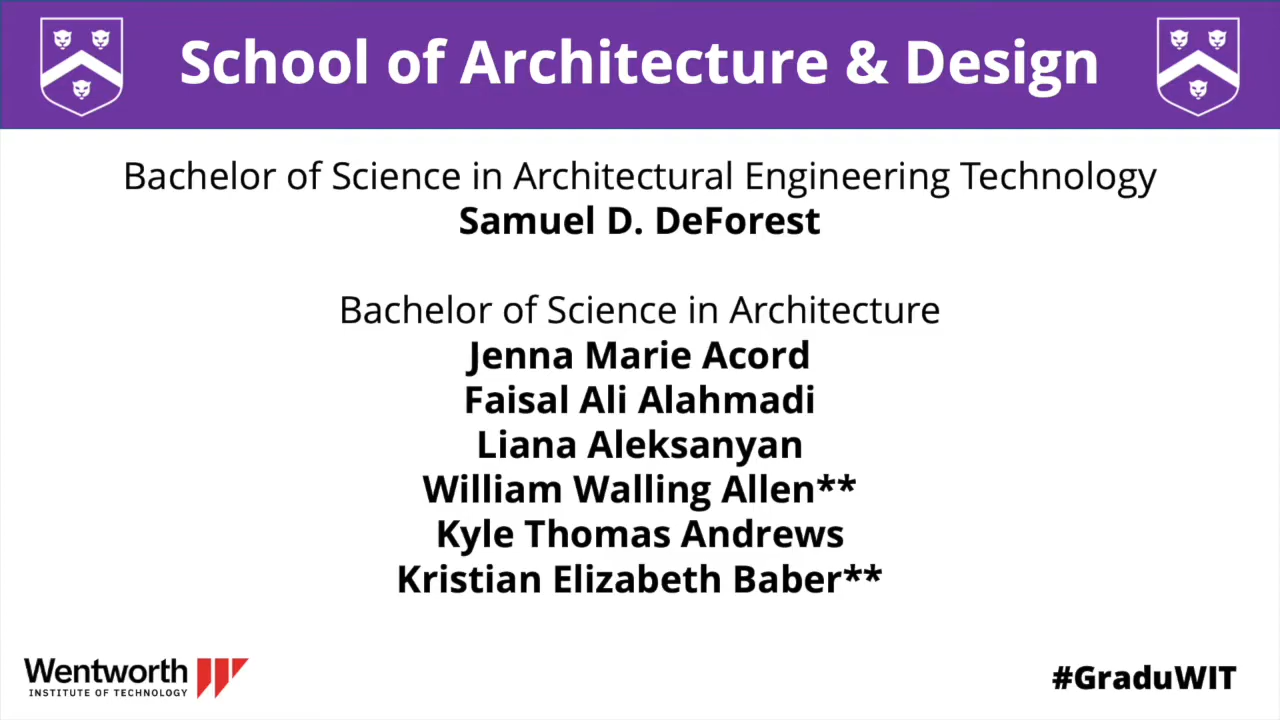 School of Architecture & Design
Bachelor of Science in Architectural Engineering Technology
Samuel D. DeForest
Bachelor of Science in Architecture
Jenna Marie Acord
Faisal Ali Alahmadi
Liana Aleksanyan
William Walling Allen**
Kyle Thomas Andrews
Kristian Elizabeth Baber**
Wentworth
INSTITUTE OF TECHNOLOGY
#GraduWIT